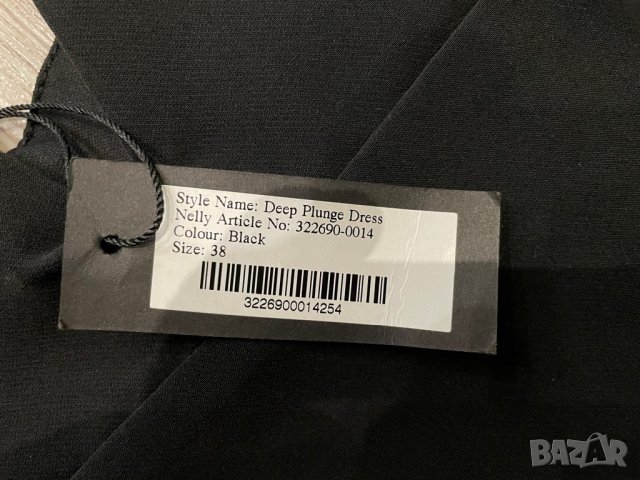 Style Name: Deep Plunge Dress
Nelly Article No: 322690-0014
Colour: Black
Size: 38
3226900014254
BAZAR